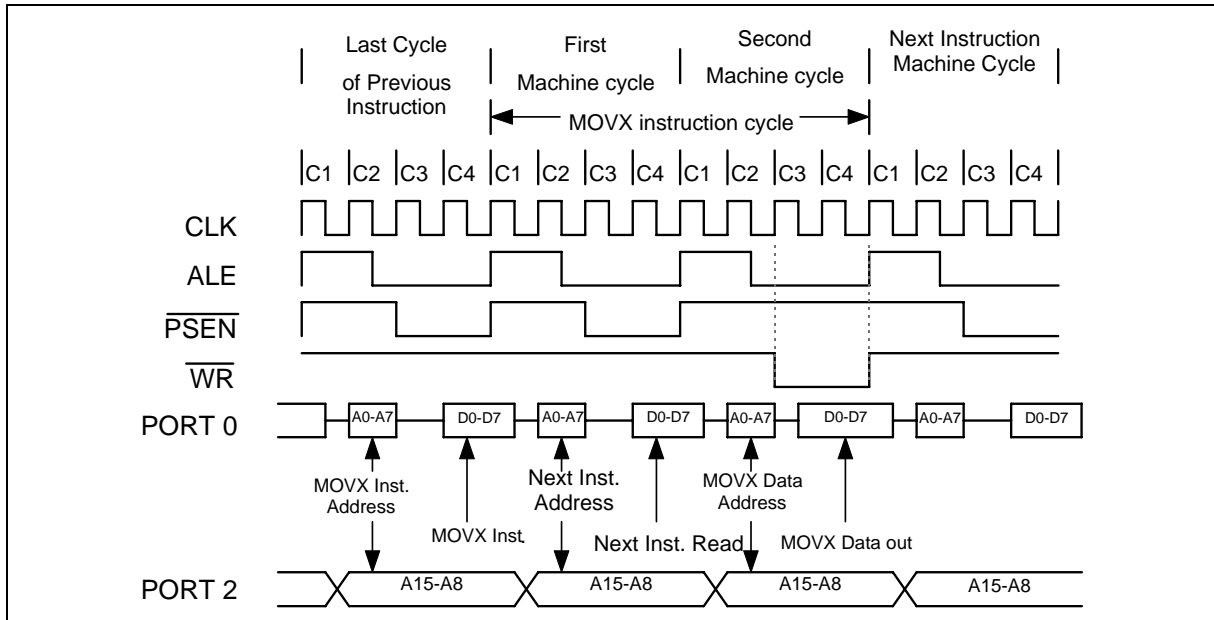 Last Cycle
of Previous
Instruction
First
Machine cycle
Second
Machine cycle
Next Instruction
Machine Cycle
MOVX instruction cycle
C1 C2 C3 C4 C1 C2 C3 C4 C1 C2 C3 C4 C1 C2 C3 C4
CLK
ALE
PSEN
WR
PORT 0
A0-A7 D0-D7 A0-A7 D0-D7 A0-A7 D0-D7 A0-A7 D0-D7
MOVX Inst.
Address
MOVX Inst.
Next Inst.
Address
Next Inst. Read
MOVX Data
Address
MOVX Data out
PORT 2
A15-A8 A15-A8 A15-A8 A15-A8